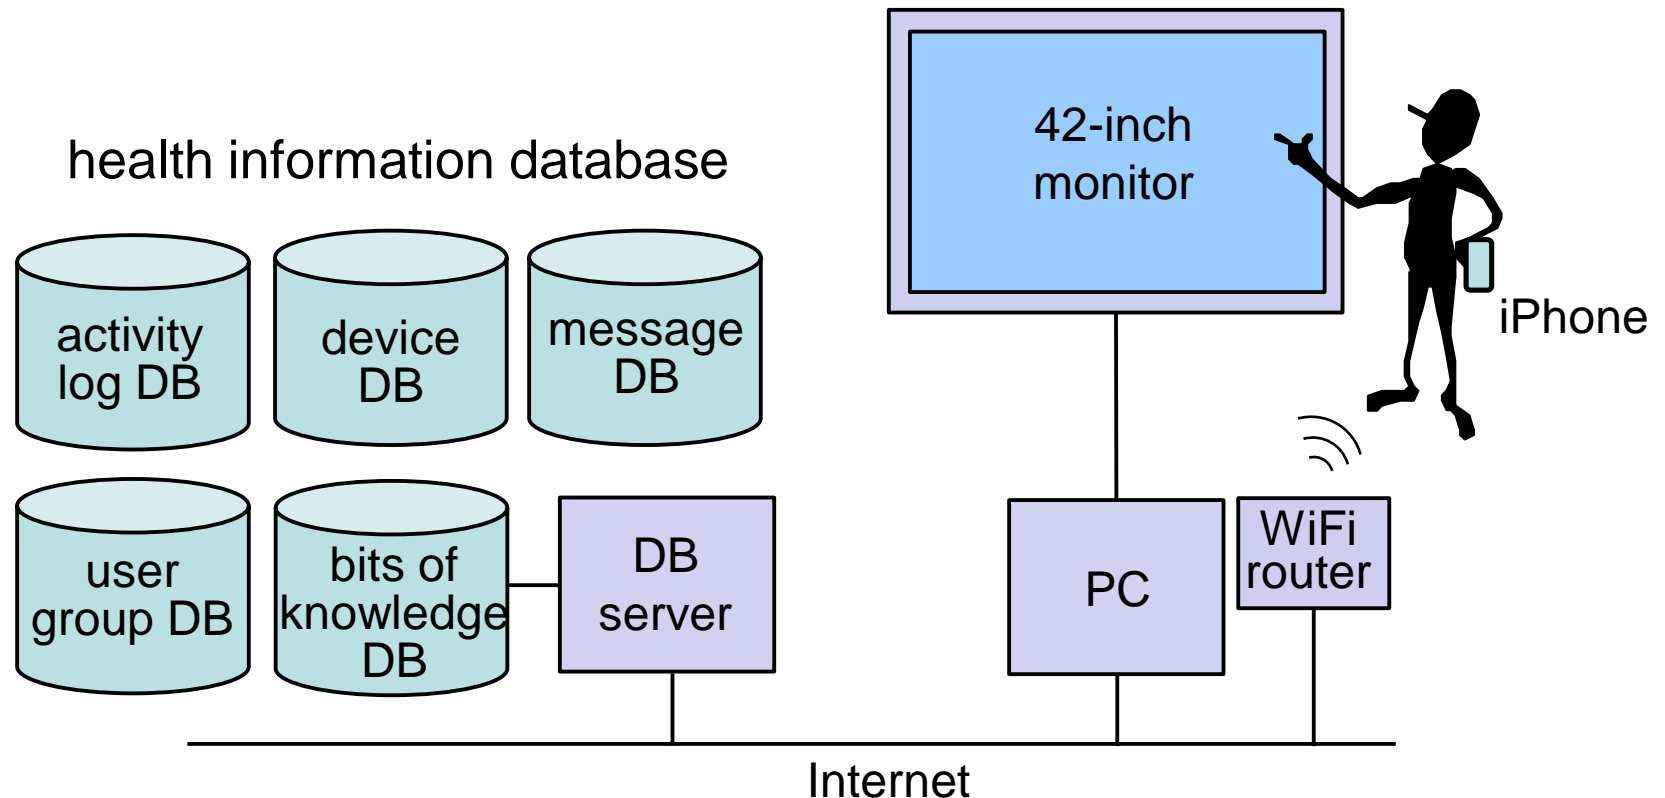 health information database
42-inch
monitor
iPhone
activity
log DB
device
DB
message
DB
user
group DB
bits of
knowledge
DB
DB
server
PC
WiFi
router
Internet